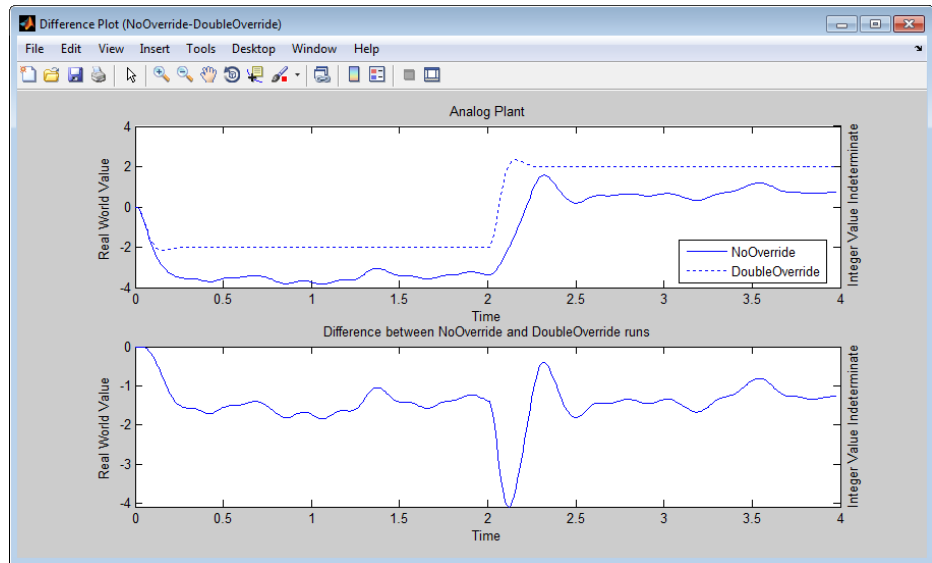 Difference Plot (NoOverride-DoubleOverride)
File Edit View Insert Tools Desktop Window Help
Analog Plant
4
2
0
-2
-4
Real World Value
Integer Value Indeterminate
NoOverride
DoubleOverride
0 0.5 1 1.5 2 2.5 3 3.5 4
Time
Difference between NoOverride and DoubleOverride runs
0
-1
-2
-3
-4
Real World Value
Integer Value Indeterminate
0 0.5 1 1.5 2 2.5 3 3.5 4
Time